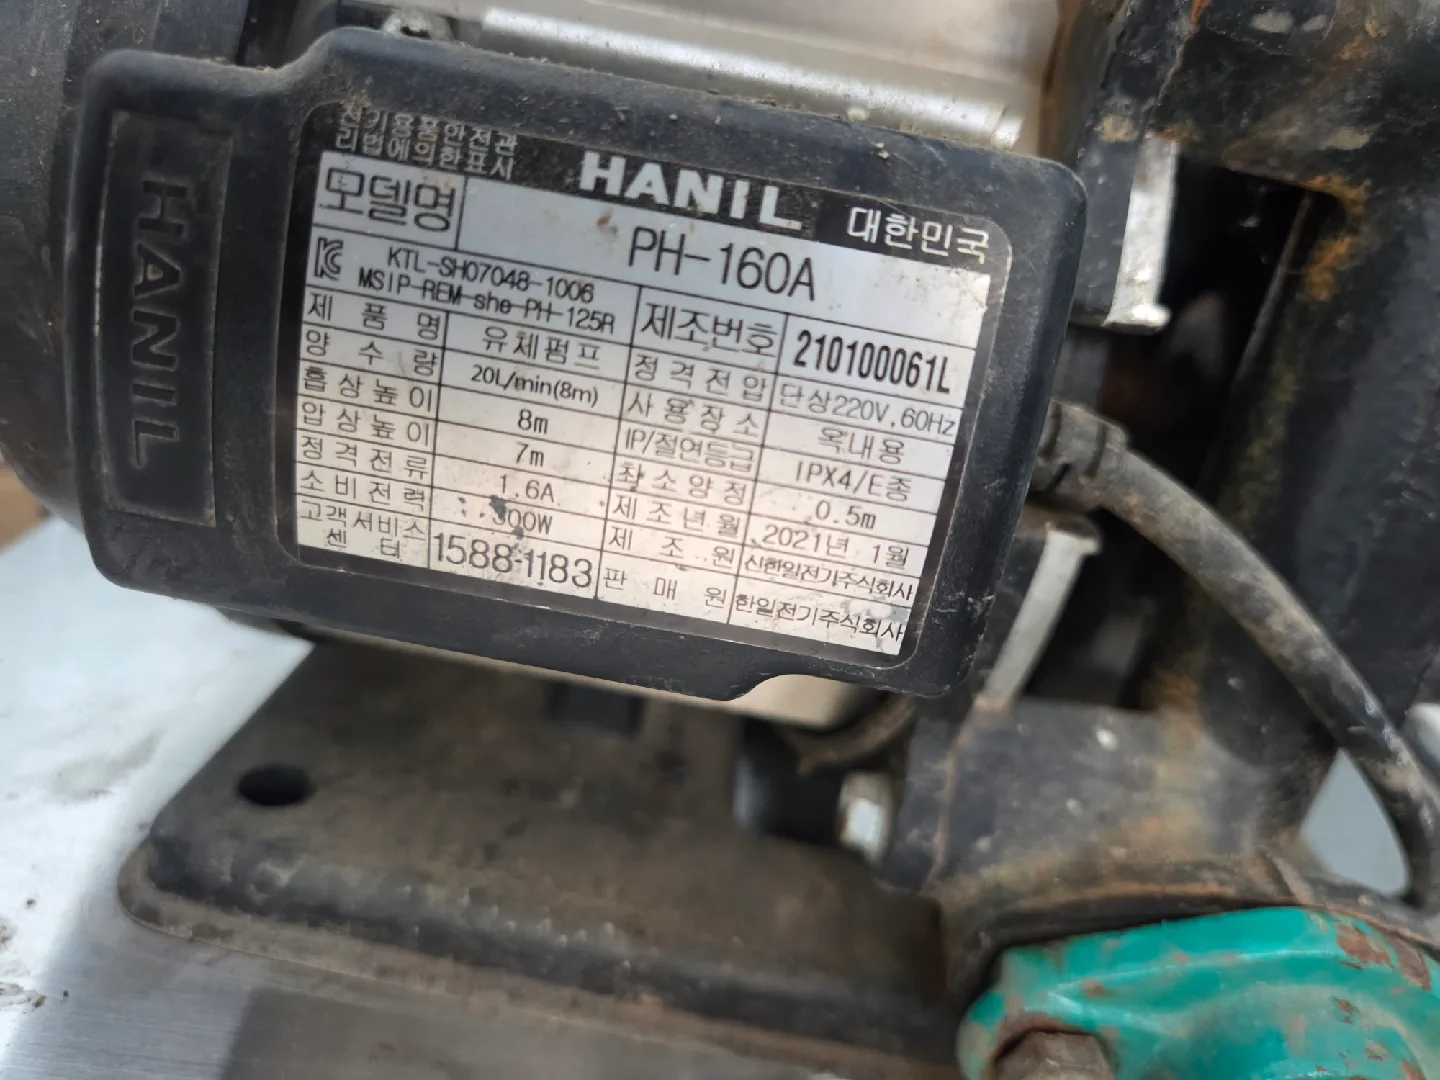 HANIL
전기용품안전관
리법에의한표시
HANIL 대한민국
모델명 PH-160A
KTL-SH07048-1006
MSIP-REM-she-PH-125R
제조번호 210100061L
제품명 유체펌프
정격전압 단상220V, 60Hz
양수량 20L/min(8m)
사용장소 옥내용
흡상높이 8m
IP/절연등급 IPX4/E종
압상높이 7m
최소양정 0.5m
정격전류 1.6A
제조년월 2021년 1월
소비전력 300W
제조원 신한일전기주식회사
고객서비스
센터 1588-1183
판매원 한일전기주식회사